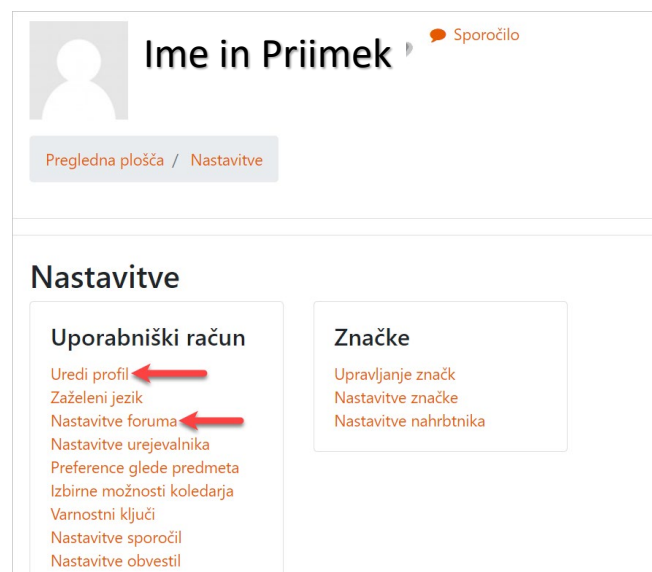 Ime in Priimek
Sporočilo
Pregledna plošča / Nastavitve
Nastavitve
Uporabniški račun
Uredi profil
Zaželeni jezik
Nastavitve foruma
Nastavitve urejevalnika
Preference glede predmeta
Izbirne možnosti koledarja
Varnostni ključi
Nastavitve sporočil
Nastavitve obvestil
Značke
Upravljanje značk
Nastavitve značke
Nastavitve nahrbtnika